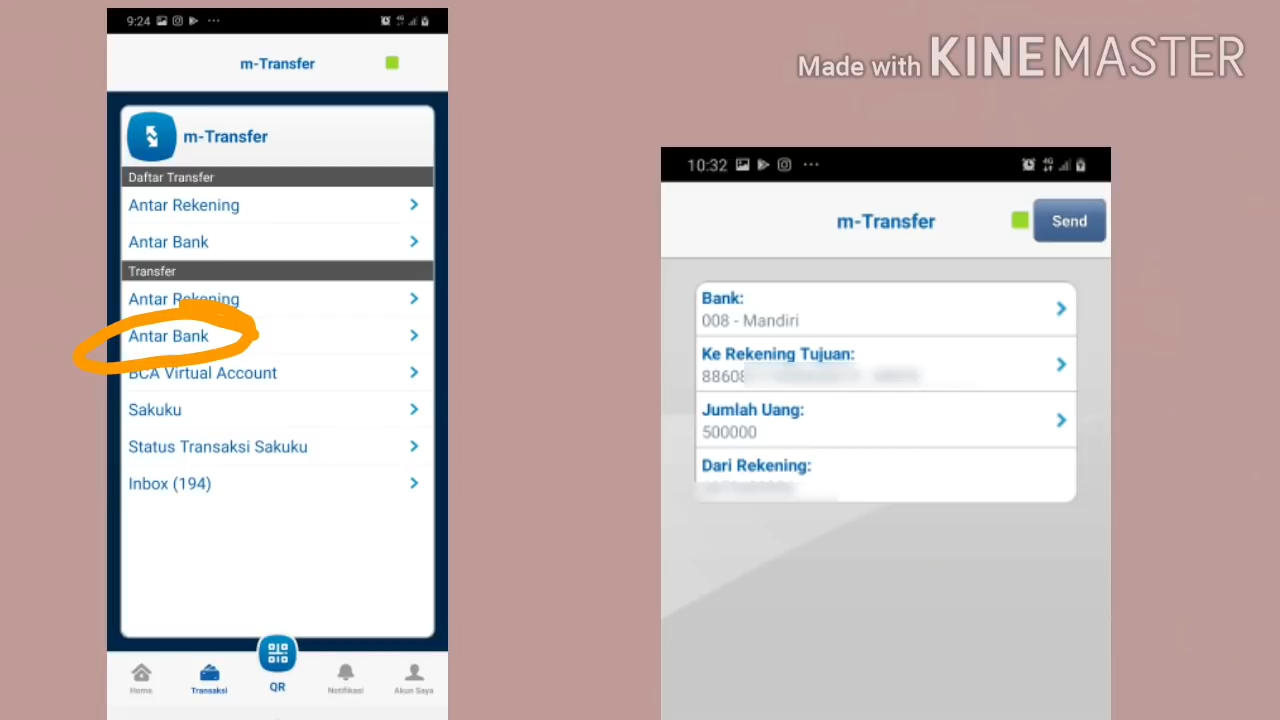 9:24
m-Transfer
m-Transfer
Daftar Transfer
Antar Rekening
Antar Bank
Transfer
Antar Rekening
Antar Bank
BCA Virtual Account
Sakuku
Status Transaksi Sakuku
Inbox (194)
Home
Transaksi
QR
Notifikasi
Akun Saya
Made with KINEMASTER
10:32 4G
m-Transfer
Send
Bank:
008 - Mandiri
Ke Rekening Tujuan:
88608
Jumlah Uang:
500000
Dari Rekening: